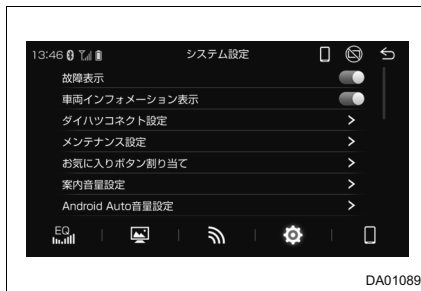 13:46 システム設定
故障表示
車両インフォメーション表示
ダイハツコネクト設定
メンテナンス設定
お気に入りボタン割り当て
案内音量設定
Android Auto音量設定
EQ
DA01089